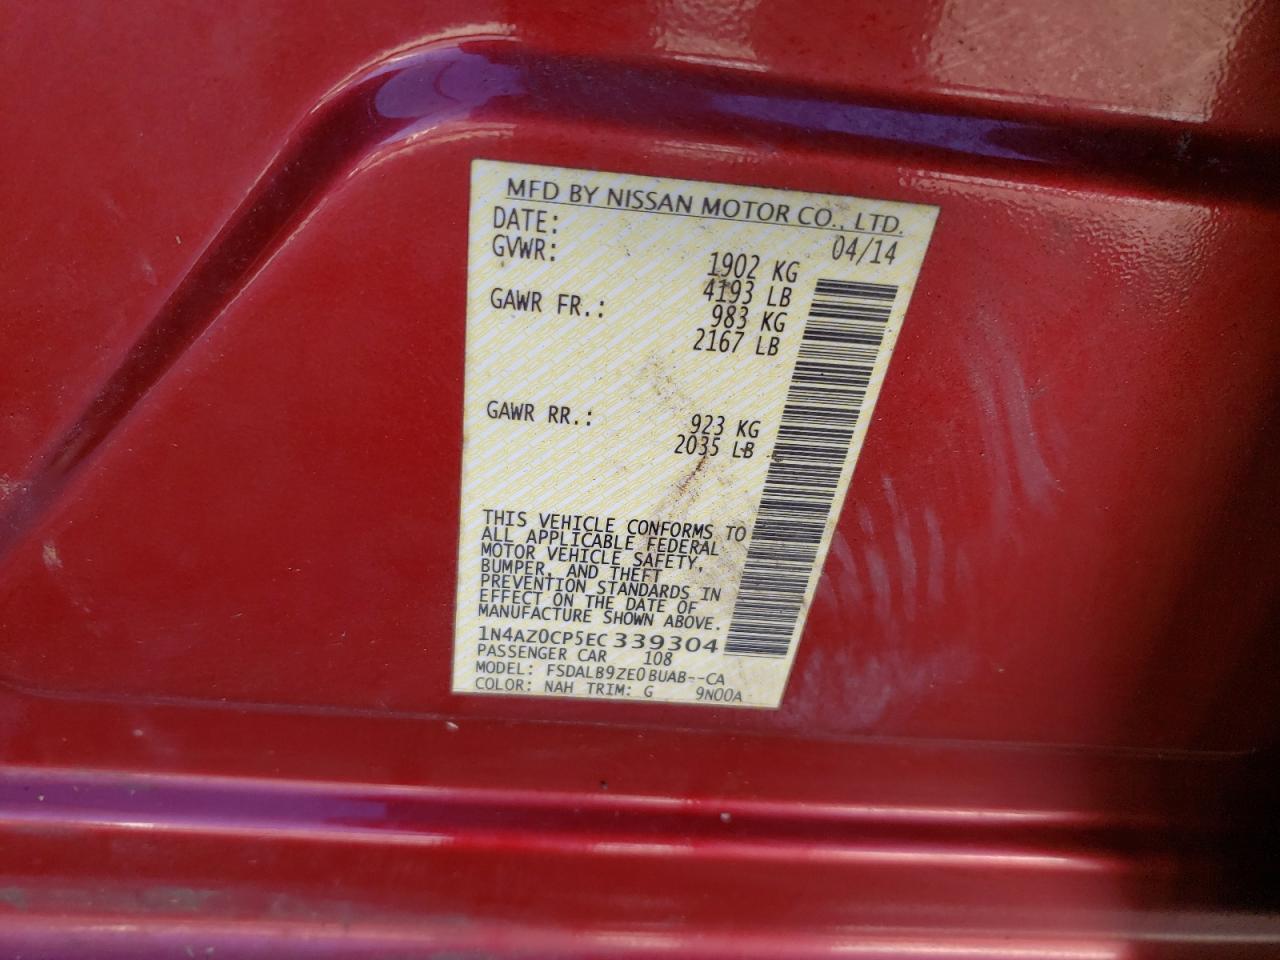 MFD BY NISSAN MOTOR CO., LTD.
DATE: 04/14
GVWR: 1902 KG
4193 LB
GAWR FR.: 983 KG
2167 LB
GAWR RR.: 923 KG
2035 LB
THIS VEHICLE CONFORMS TO
ALL APPLICABLE FEDERAL
MOTOR VEHICLE SAFETY,
BUMPER, AND THEFT
PREVENTION STANDARDS IN
EFFECT ON THE DATE OF
MANUFACTURE SHOWN ABOVE.
1N4AZ0CP5EC339304
PASSENGER CAR 108
MODEL: FSDALB9ZE0BUAB--CA
COLOR: NAH TRIM: G 9N00A